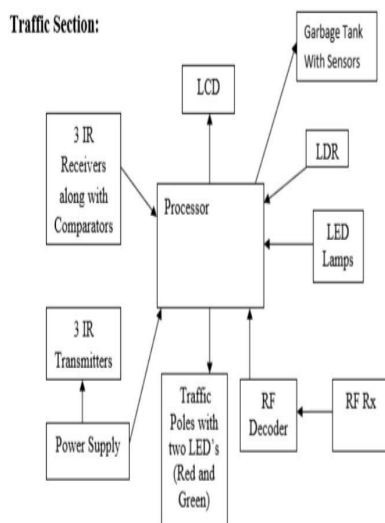 Traffic Section:
Garbage Tank
With Sensors
LCD
3 IR
Receivers
along with
Comparators
LDR
Processor
LED
Lamps
3 IR
Transmitters
Traffic
Poles with
two LED's
(Red and
Green)
RF
Decoder
RF Rx
Power Supply